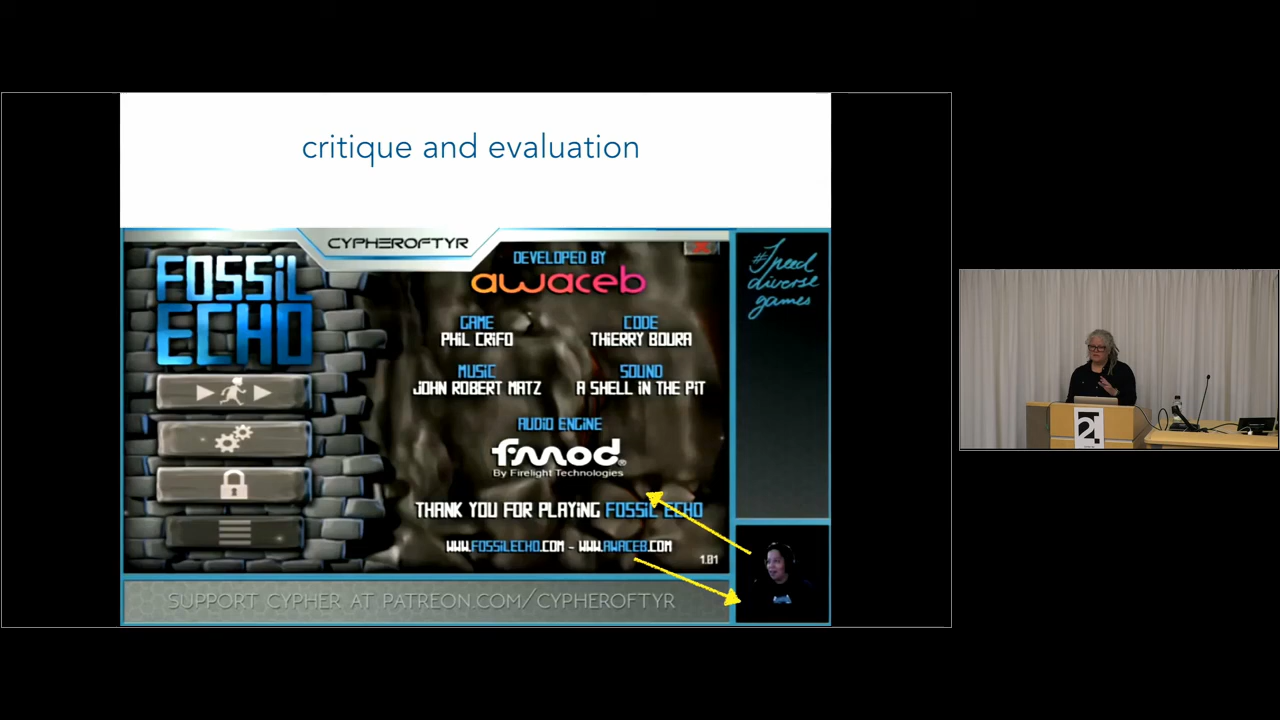 critique and evaluation
CYPHEROFTYR
FOSSiL
ECHO
DEVELOPED BY
awaceb
GAME
PHiL CRiFO
CODE
THiERRY BOURA
MUSiC
JOHN ROBERT MATZ
SOUND
A SHELL iN THE PiT
AUDiO ENGiNE
fmod®
By Firelight Technologies
THANK YOU FOR PLAYiNG FOSSiL ECHO
WWW.FOSSiLECHO.COM - WWW.AWACEB.COM
1.01
#I need
diverse
games
SUPPORT CYPHER AT PATREON.COM/CYPHEROFTYR